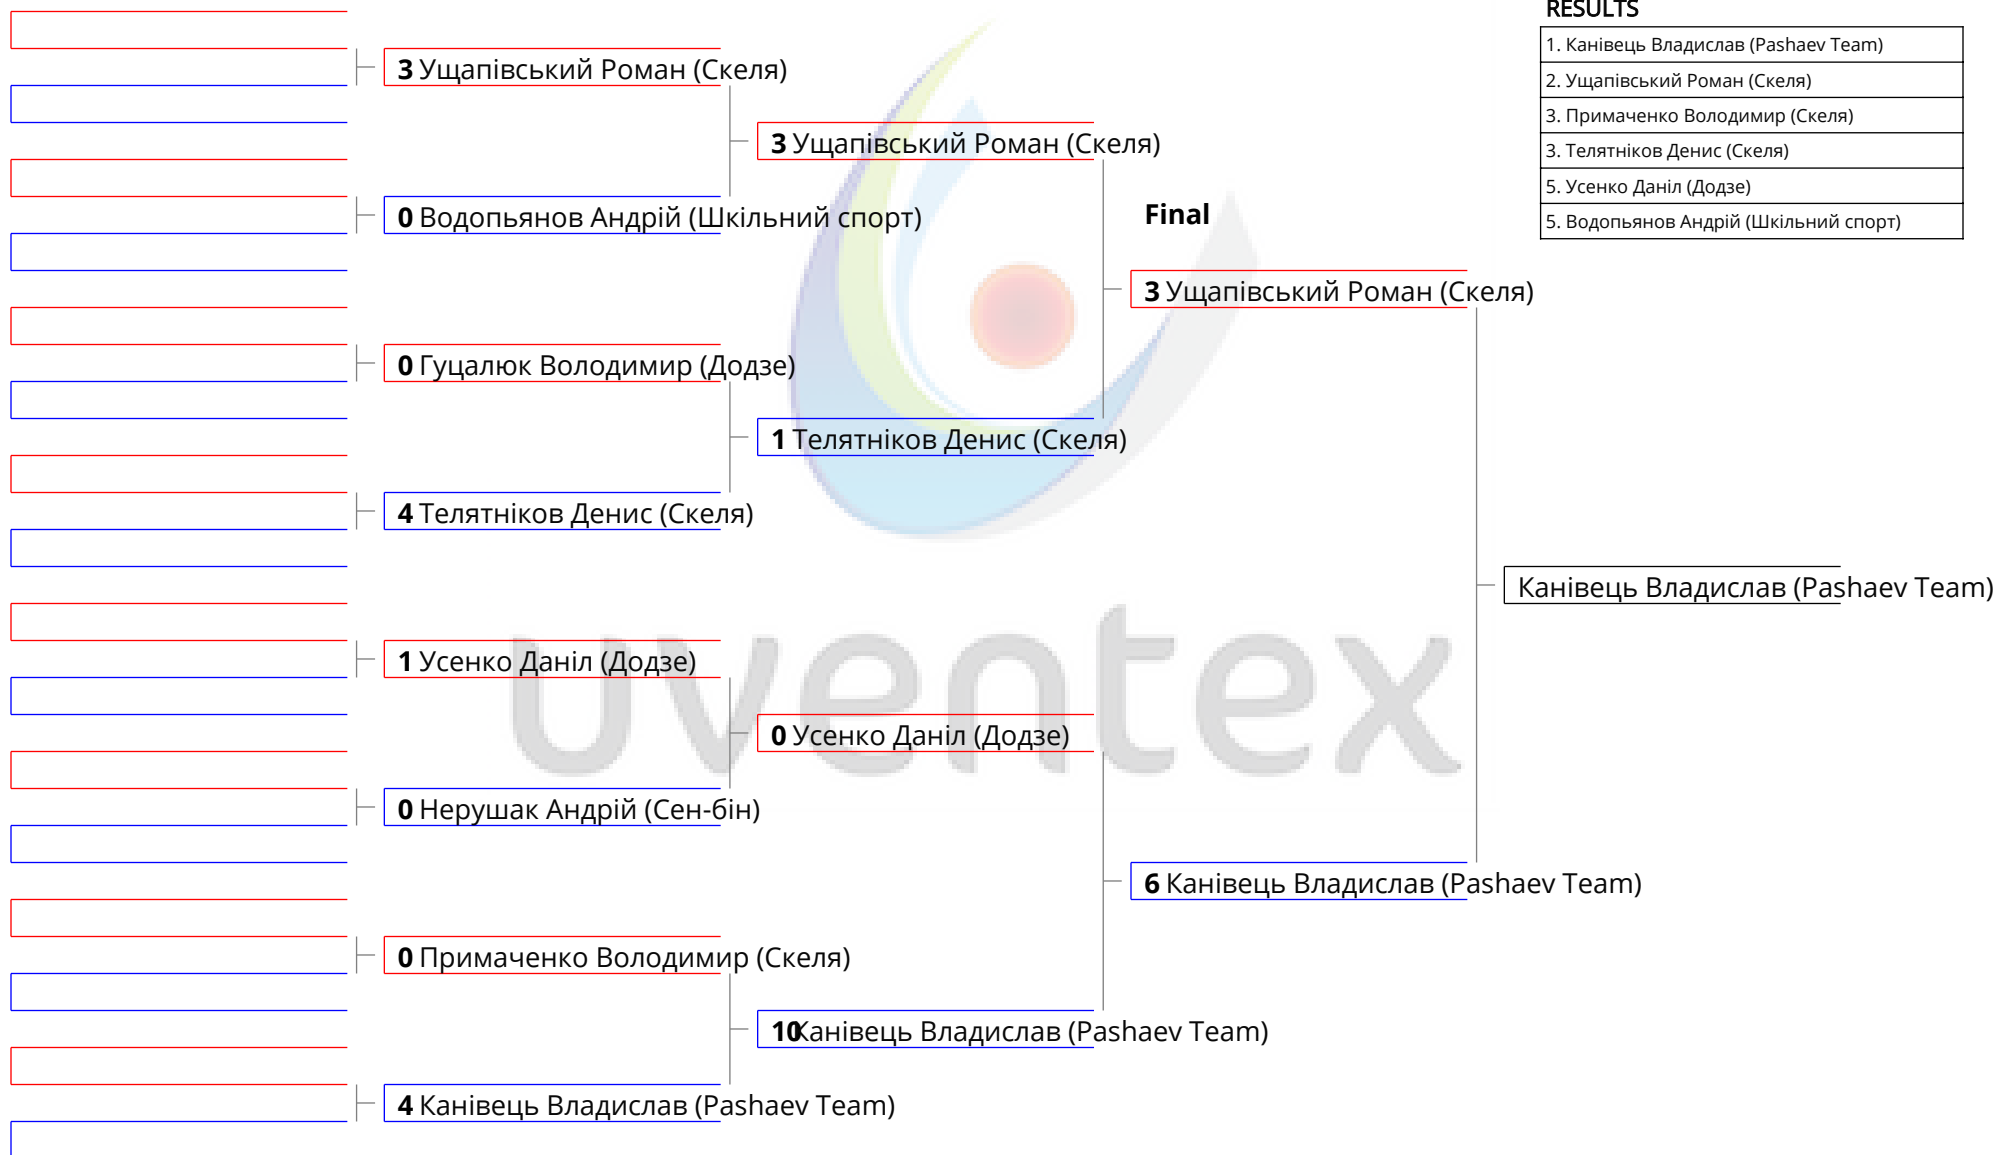 RESULTS
1. Канівець Владислав (Pashaev Team)
2. Ущапівський Роман (Скеля)
3. Примаченко Володимир (Скеля)
3. Телятніков Денис (Скеля)
5. Усенко Даніл (Додзе)
5. Водопьянов Андрій (Шкільний спорт)
3 Ущапівський Роман (Скеля)
3 Ущапівський Роман (Скеля)
0 Водопьянов Андрій (Шкільний спорт)
Final
3 Ущапівський Роман (Скеля)
0 Гуцалюк Володимир (Додзе)
1 Телятніков Денис (Скеля)
4 Телятніков Денис (Скеля)
Канівець Владислав (Pashaev Team)
1 Усенко Даніл (Додзе)
uventex
0 Усенко Даніл (Додзе)
0 Нерушак Андрій (Сен-бін)
6 Канівець Владислав (Pashaev Team)
0 Примаченко Володимир (Скеля)
10 Канівець Владислав (Pashaev Team)
4 Канівець Владислав (Pashaev Team)